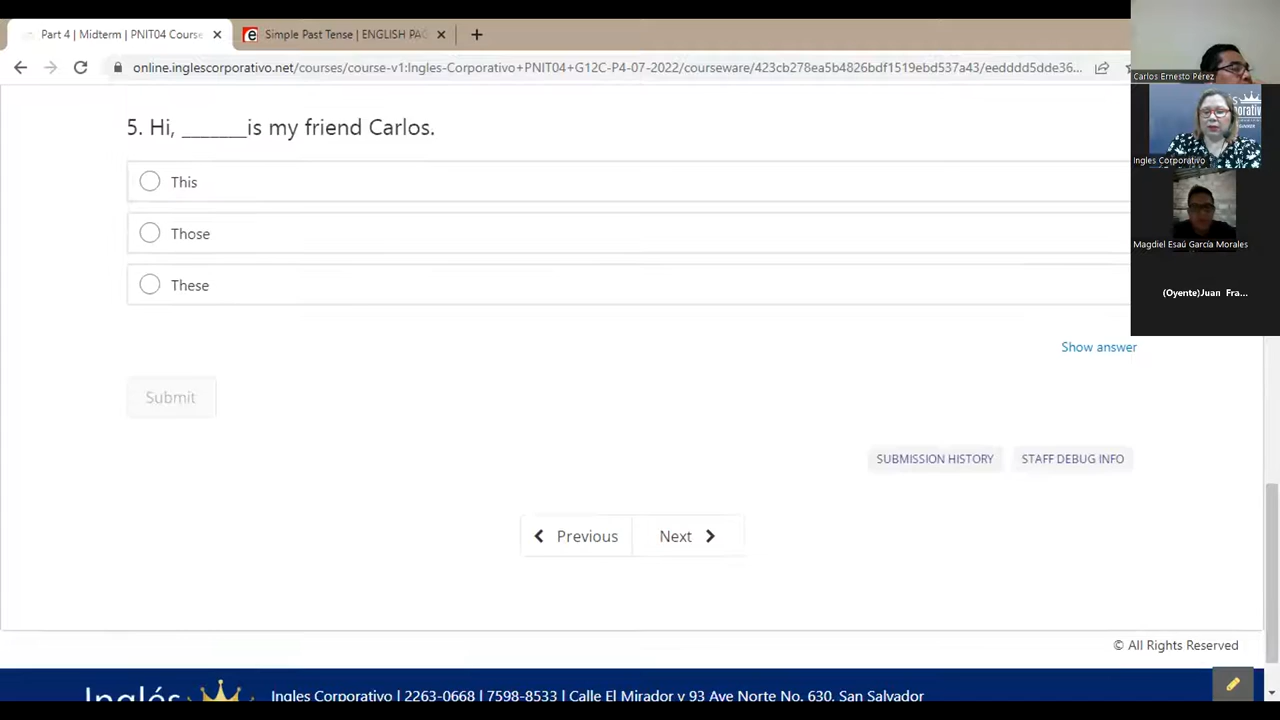 Part 4 | Midterm | PNIT04 Course
Simple Past Tense | ENGLISH PAG
online.inglescorporativo.net/courses/course-v1:Ingles-Corporativo+PNIT04+G12C-P4-07-2022/courseware/423cb278ea5b4826bdf1519ebd537a43/eedddd5dde36...
Carlos Ernesto Pérez
5. Hi, _______is my friend Carlos.
Ingles Corporativo
This
Those
Magdiel Esaú García Morales
These
(Oyente)Juan Fra...
Show answer
Submit
SUBMISSION HISTORY
STAFF DEBUG INFO
Previous
Next
© All Rights Reserved
Inglés
Ingles Corporativo | 2263-0668 | 7598-8533 | Calle El Mirador y 93 Ave Norte No. 630, San Salvador